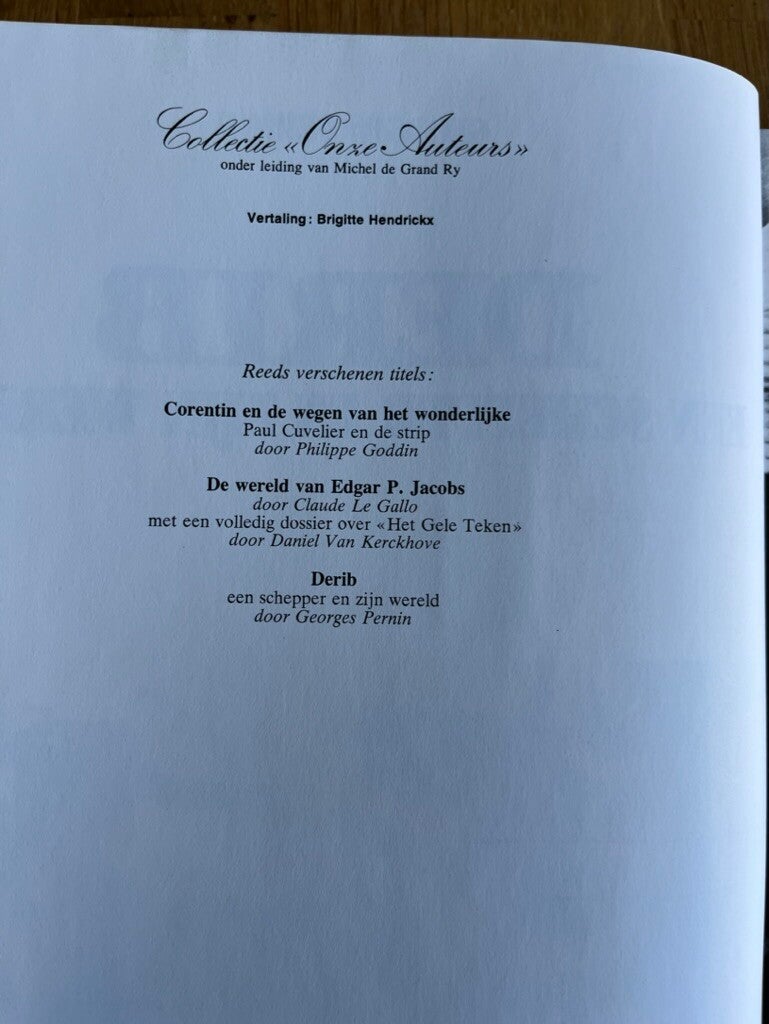 Collectie «Onze Auteurs»
onder leiding van Michel de Grand Ry
Vertaling: Brigitte Hendrickx
Reeds verschenen titels:
Corentin en de wegen van het wonderlijke
Paul Cuvelier en de strip
door Philippe Goddin
De wereld van Edgar P. Jacobs
door Claude Le Gallo
met een volledig dossier over «Het Gele Teken»
door Daniel Van Kerckhove
Derib
een schepper en zijn wereld
door Georges Pernin